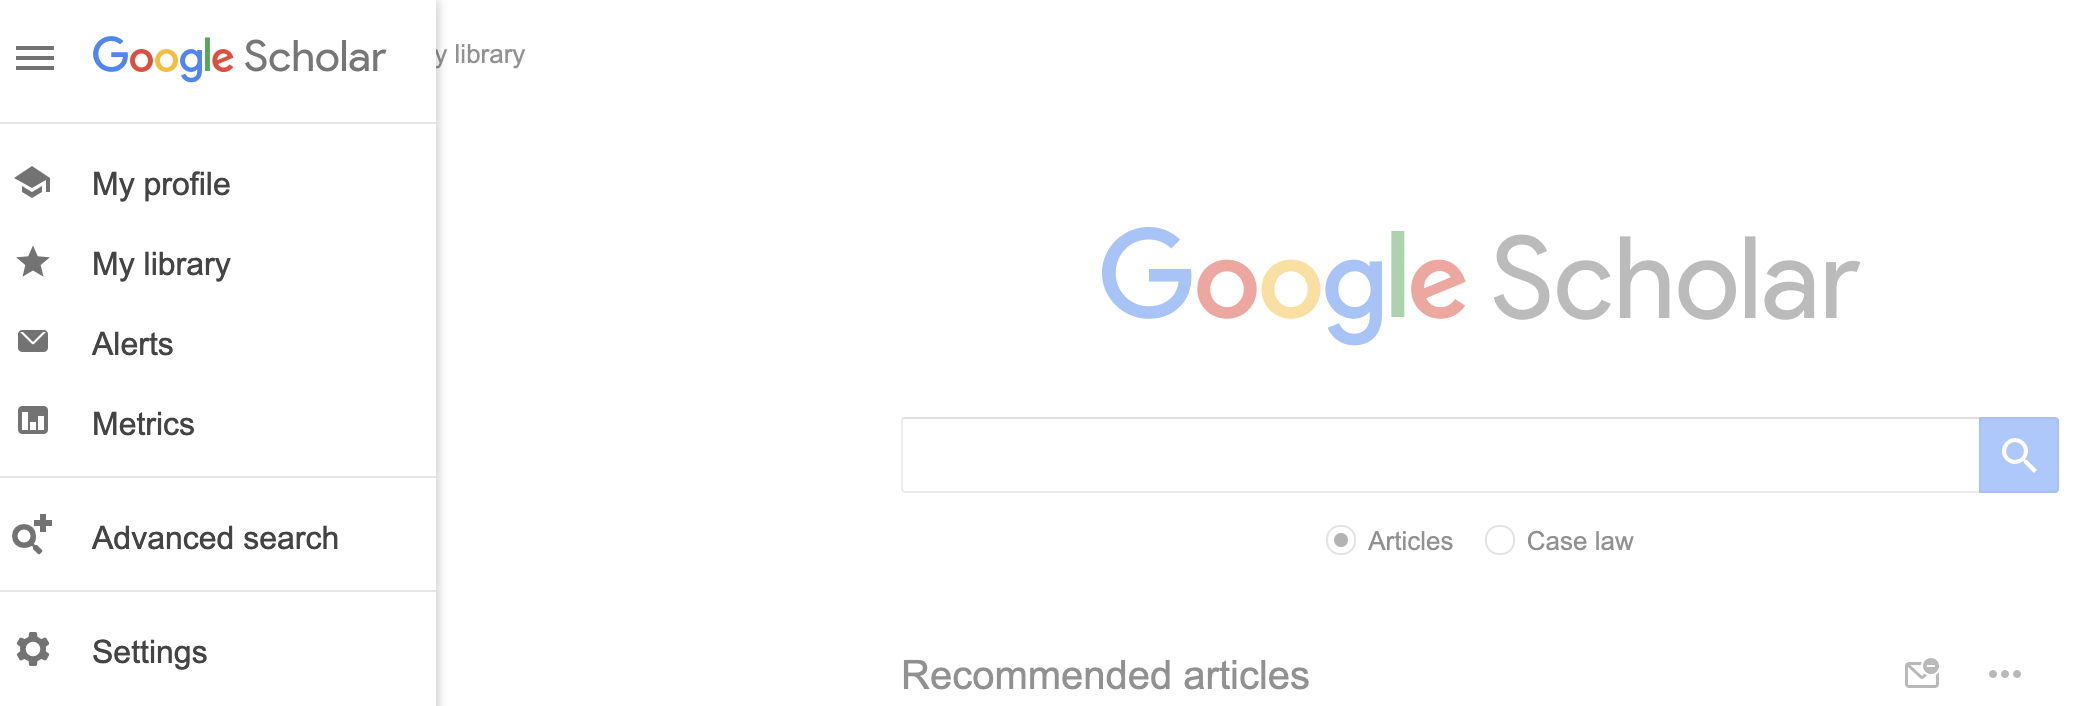 Google Scholar
y library
My profile
My library
Alerts
Metrics
Advanced search
Settings
Google Scholar
Articles
Case law
Recommended articles